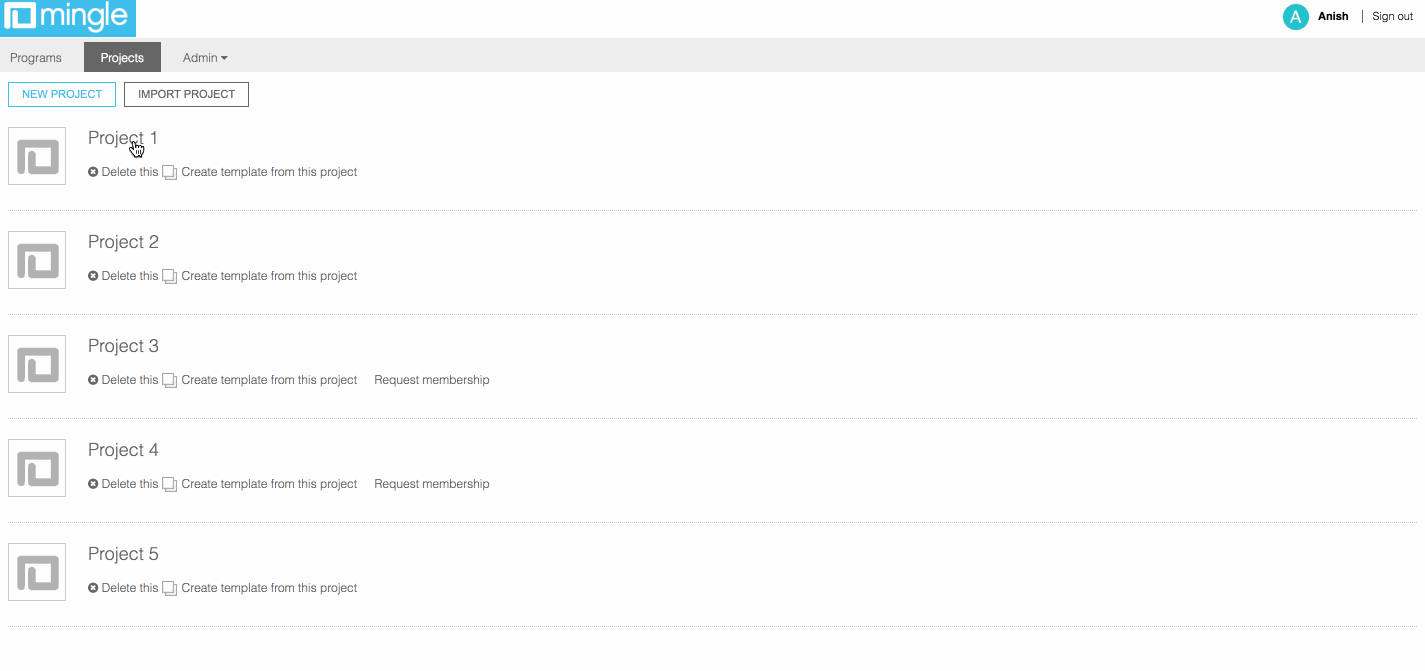 mingle
A Anish Sign out
Programs Projects Admin
NEW PROJECT IMPORT PROJECT
Project 1
Delete this Create template from this project
Project 2
Delete this Create template from this project
Project 3
Delete this Create template from this project Request membership
Project 4
Delete this Create template from this project Request membership
Project 5
Delete this Create template from this project